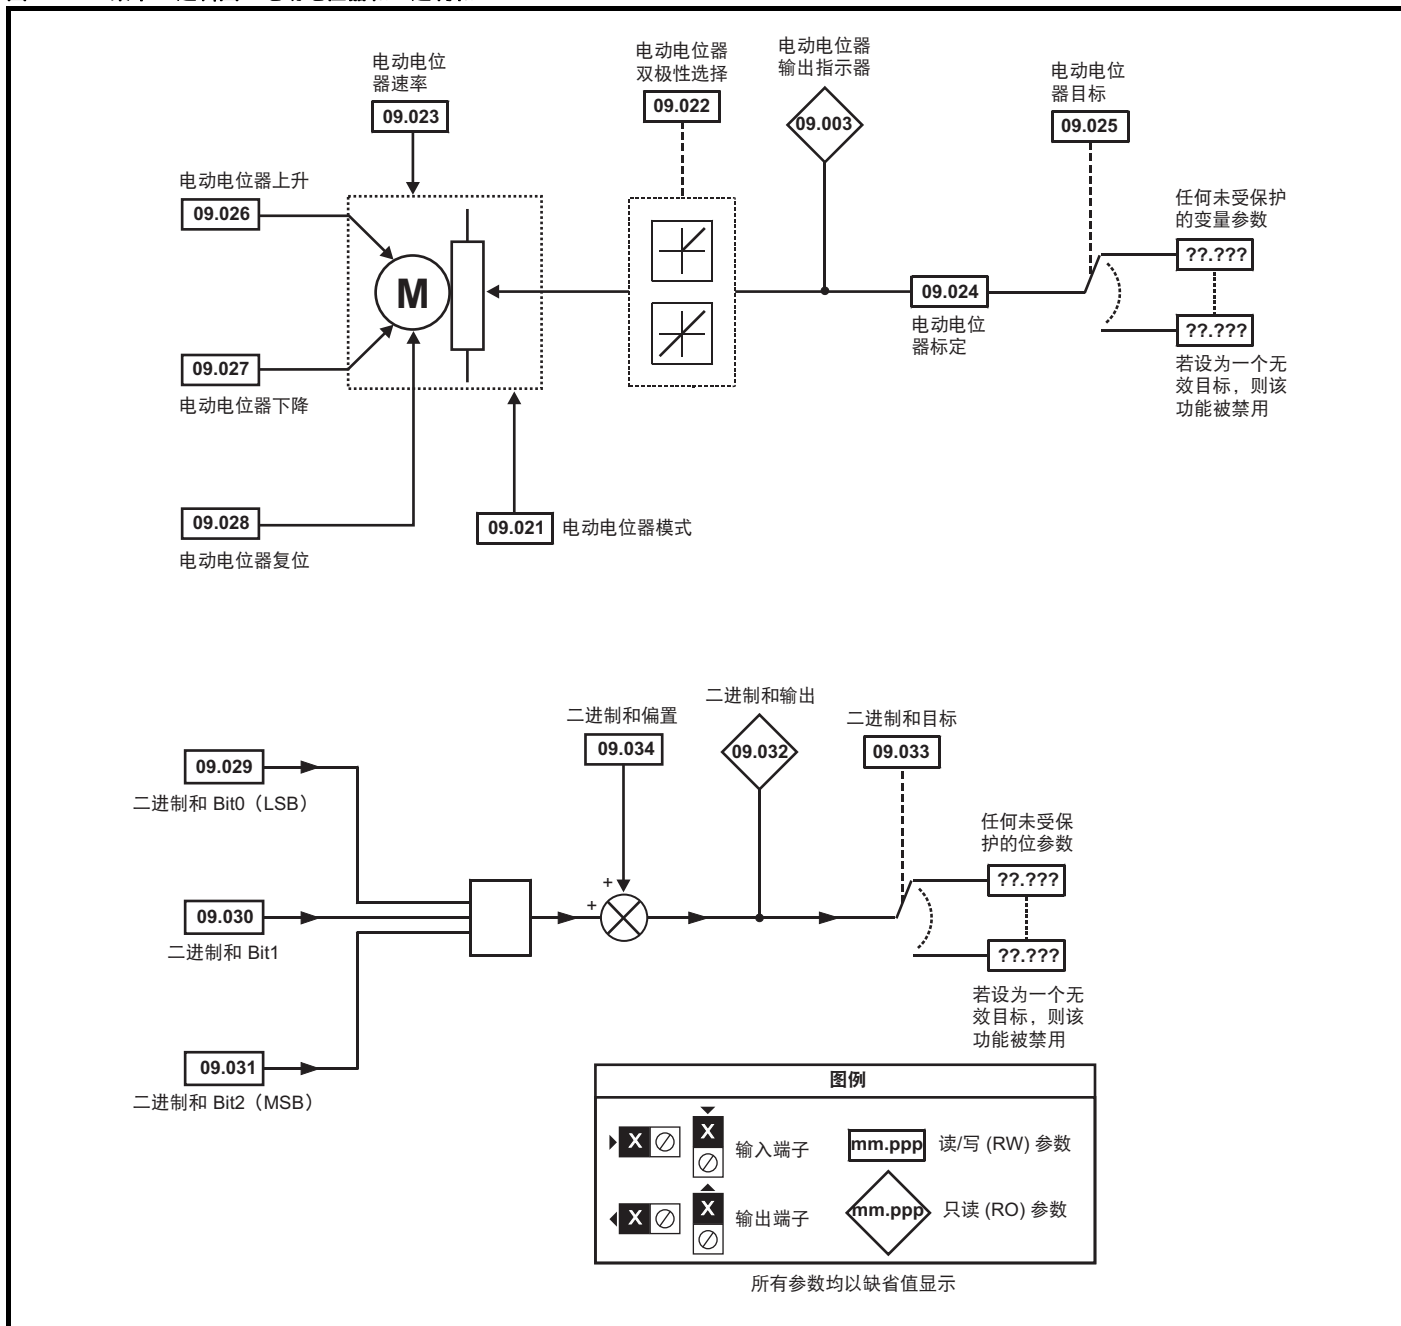 电动电位
器速率
09.023
电动电位器
双极性选择
09.022
电动电位器
输出指示器
09.003
电动电位
器目标
09.025
电动电位器上升
09.026
M
任何未受保护
的变量参数
??.???
09.024
电动电位
器标定
??.???
若设为一个无
效目标，则该
功能被禁用
09.027
电动电位器下降
09.028
电动电位器复位
09.021
电动电位器模式
二进制和偏置
09.034
二进制和输出
09.032
二进制和目标
09.033
09.029
二进制和 Bit0（LSB）
任何未受保
护的位参数
??.???
+
+
09.030
二进制和 Bit1
??.???
若设为一个无
效目标，则该
功能被禁用
09.031
二进制和 Bit2（MSB）
图例
X
X
输入端子
mm.ppp
读/写 (RW) 参数
X
X
输出端子
mm.ppp
只读 (RO) 参数
所有参数均以缺省值显示